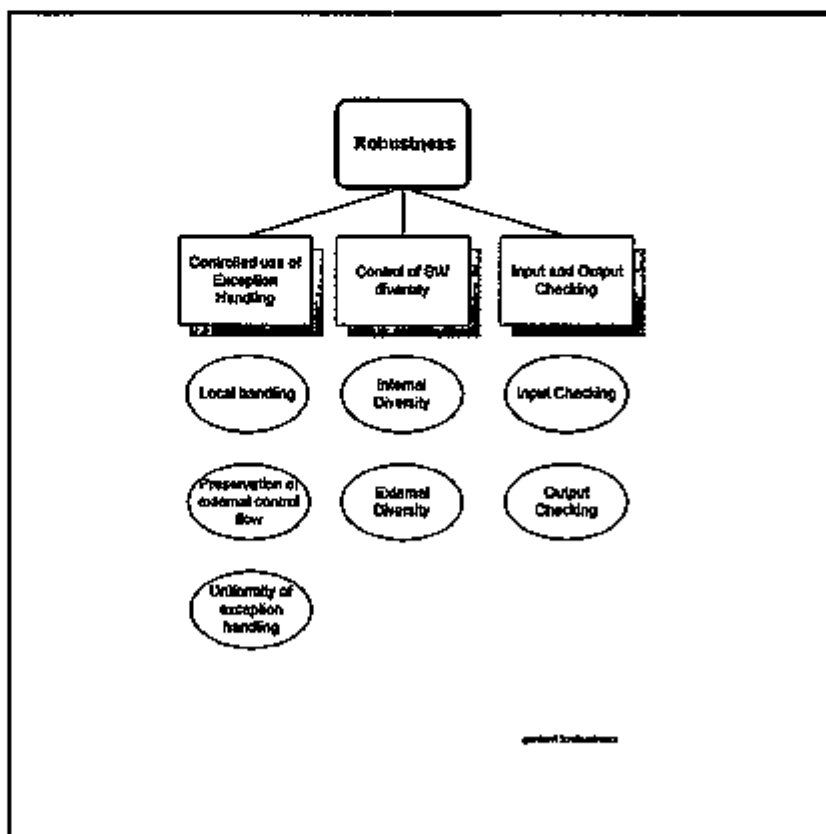 Robustness
Controlled use of
Exception
Handling
Control of SW
diversity
Input and Output
Checking
Local handling
Internal
Diversity
Input Checking
Preservation of
external control
flow
External
Diversity
Output
Checking
Uniformity of
exception
handling